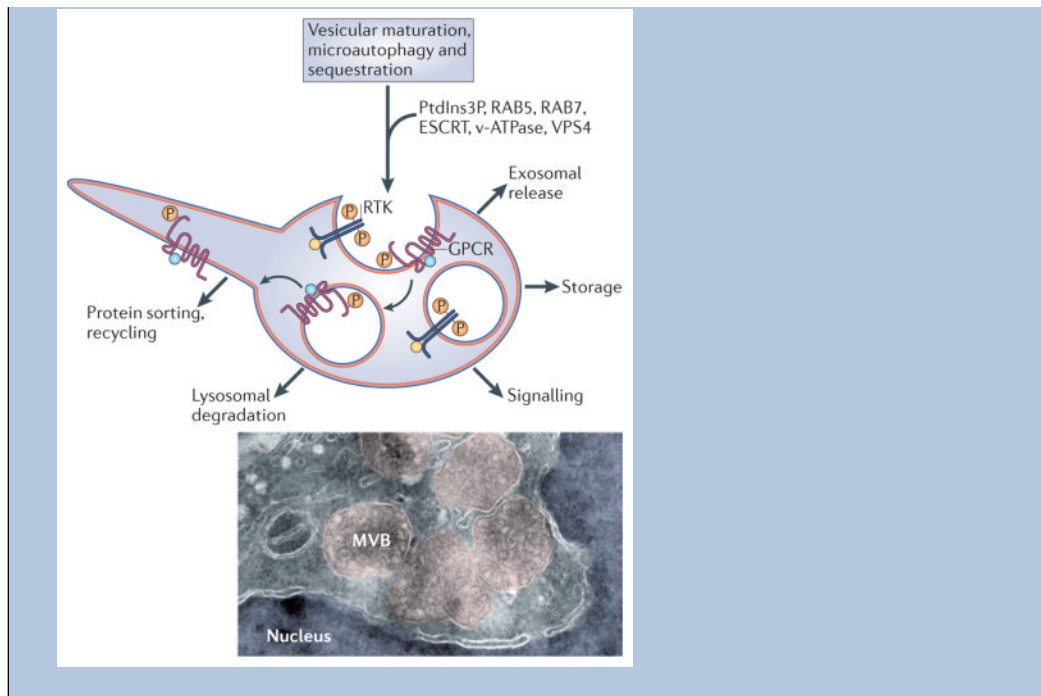 Vesicular maturation,
microautophagy and
sequestration
PtdIns3P, RAB5, RAB7,
ESCRT, v-ATPase, VPS4
Exosomal
release
P
RTK
P
P
P
GPCR
P
P
P
Storage
Protein sorting,
recycling
Lysosomal
degradation
Signalling
MVB
Nucleus